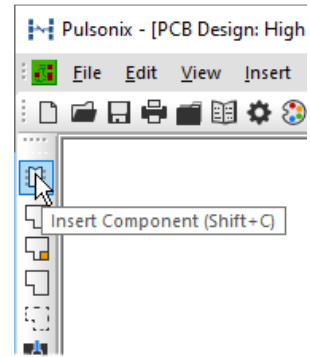 Pulsonix - [PCB Design: High
File Edit View Insert
Insert Component (Shift+C)